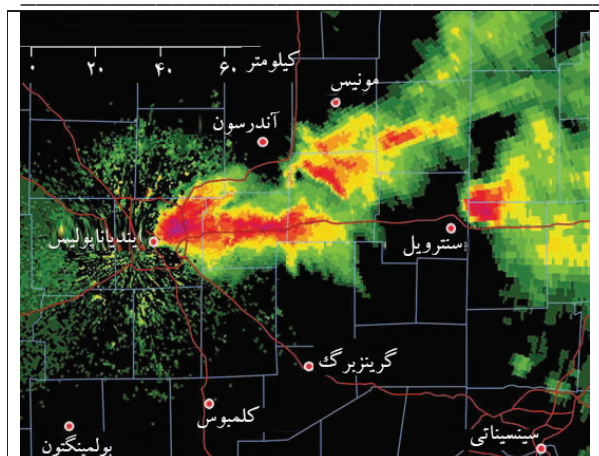 ۰ ۲۰ ۴۰ ۶۰ کیلومتر
مونیس
آندرسون
ایندیاناپولیس
سنترویل
گرینزبرگ
کلمبوس
بولمینگتون
سینسیناتی